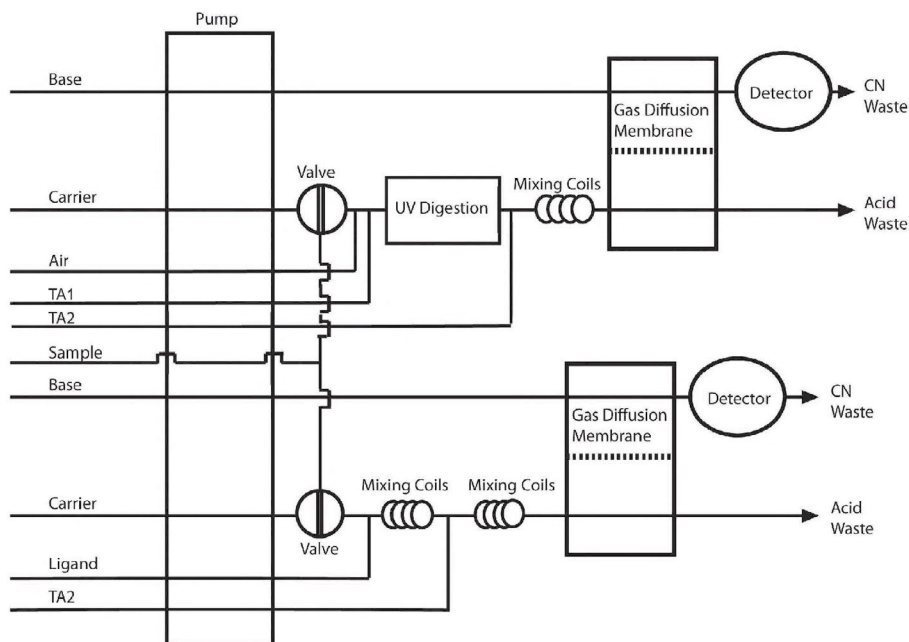 Pump
Base
Detector
CN
Waste
Gas Diffusion
Membrane
Valve
Mixing Coils
Carrier
UV Digestion
Acid
Waste
Air
TA1
TA2
Sample
Base
Detector
CN
Waste
Gas Diffusion
Membrane
Mixing Coils
Mixing Coils
Carrier
Acid
Waste
Valve
Ligand
TA2